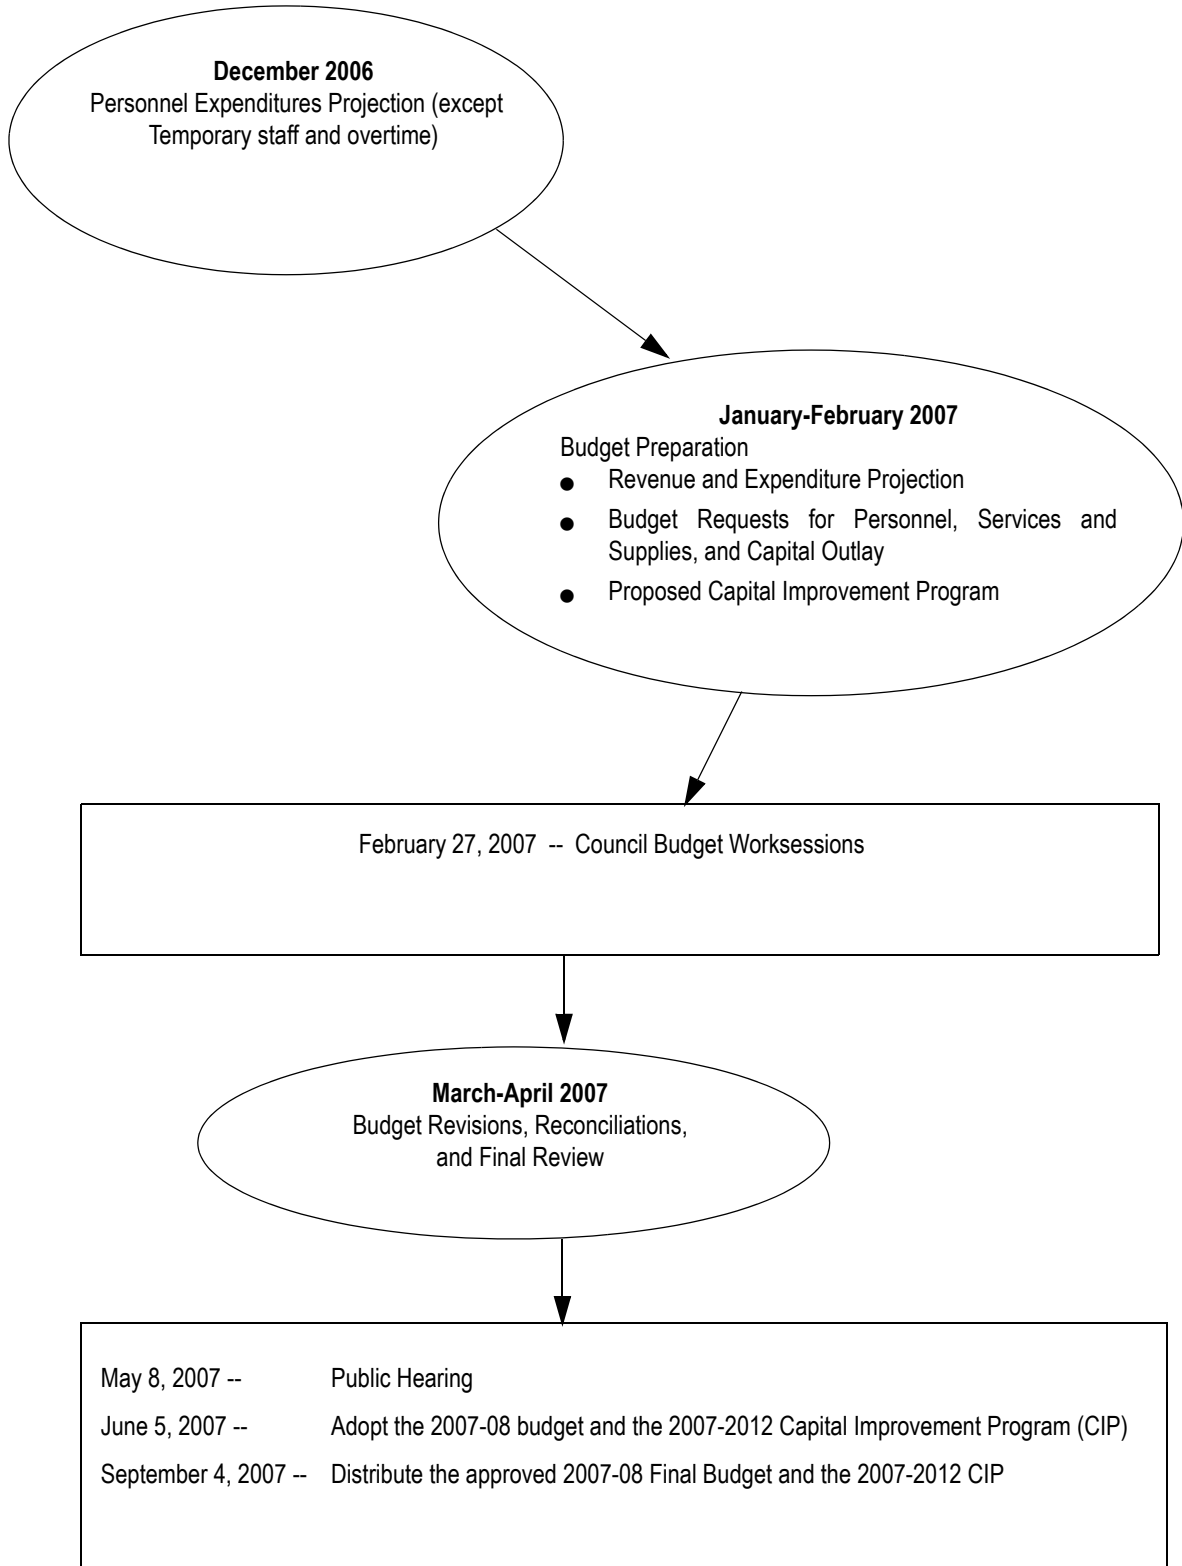 December 2006
Personnel Expenditures Projection (except
Temporary staff and overtime)
January-February 2007
Budget Preparation
● Revenue and Expenditure Projection
● Budget Requests for Personnel, Services and
Supplies, and Capital Outlay
● Proposed Capital Improvement Program
February 27, 2007 -- Council Budget Worksessions
March-April 2007
Budget Revisions, Reconciliations,
and Final Review
May 8, 2007 -- Public Hearing
June 5, 2007 -- Adopt the 2007-08 budget and the 2007-2012 Capital Improvement Program (CIP)
September 4, 2007 -- Distribute the approved 2007-08 Final Budget and the 2007-2012 CIP